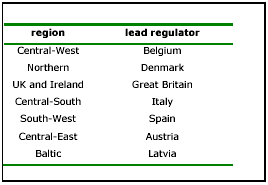 region lead regulator
Central-West Belgium
Northern Denmark
UK and Ireland Great Britain
Central-South Italy
South-West Spain
Central-East Austria
Baltic Latvia